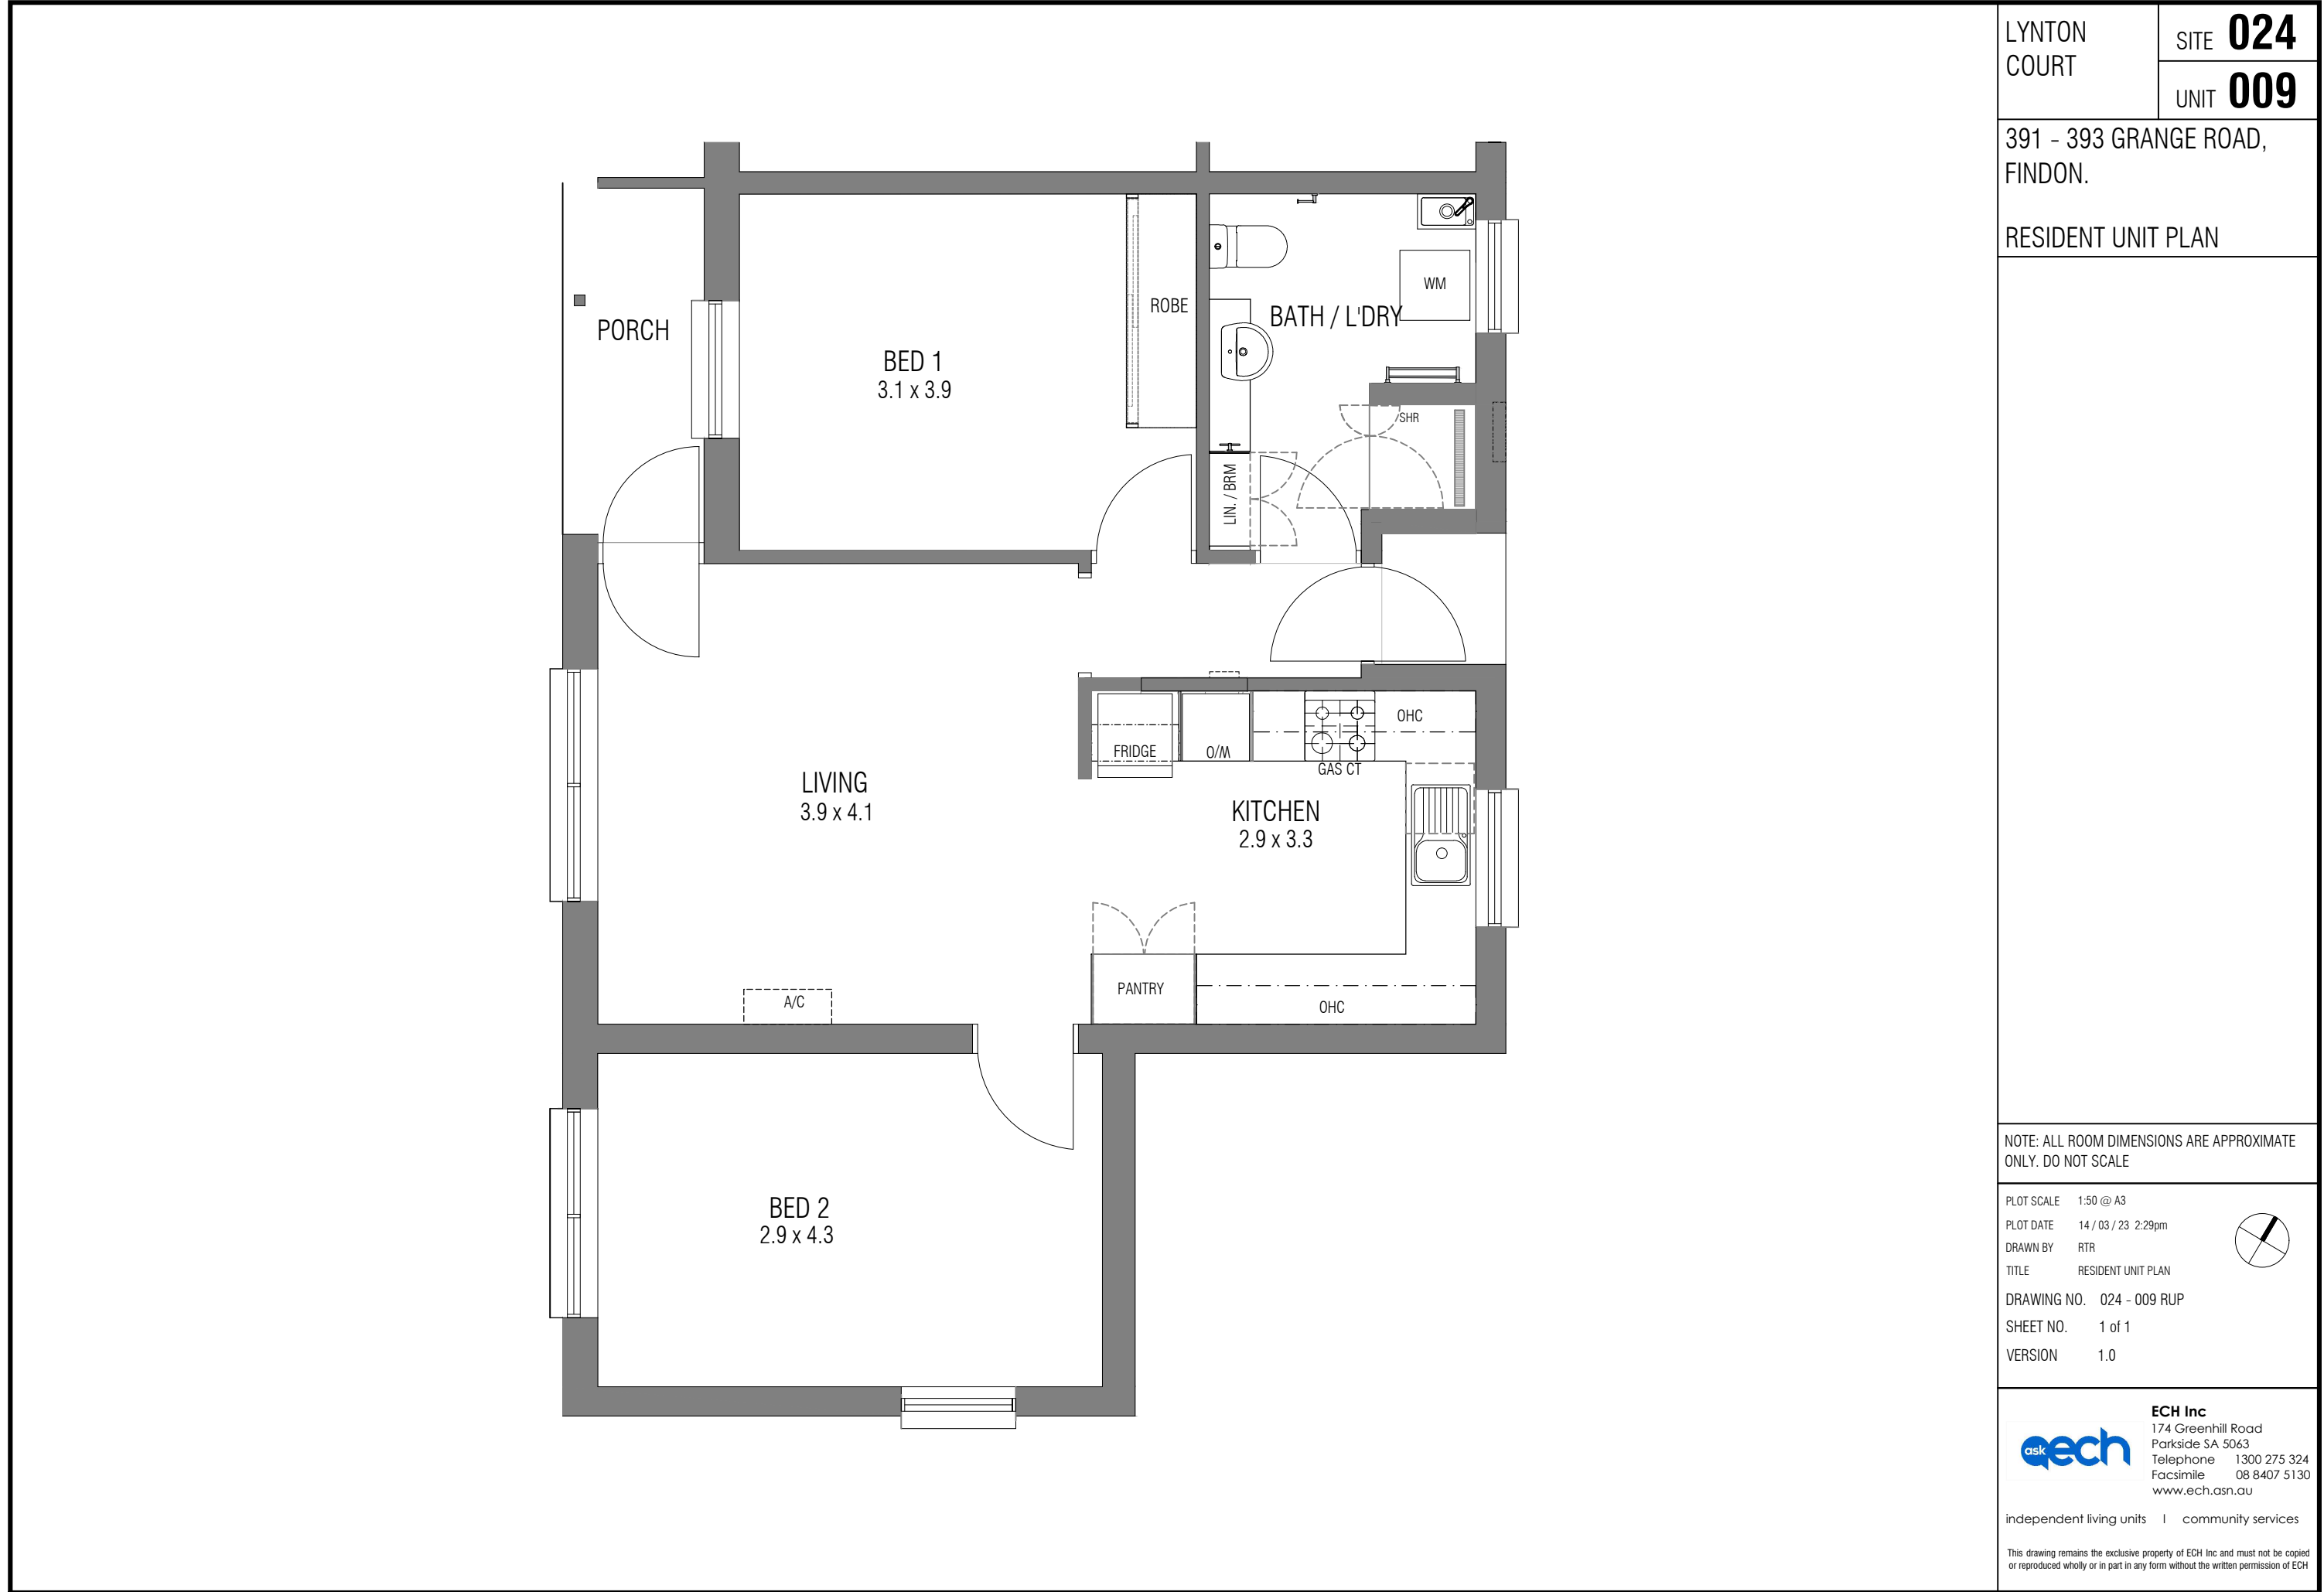 LYNTON
COURT
SITE 024
UNIT 009
391 - 393 GRANGE ROAD,
FINDON.
RESIDENT UNIT PLAN
PORCH
BED 1
3.1 x 3.9
ROBE
BATH / L'DRY
WM
SHR
LIN. / BRM
LIVING
3.9 x 4.1
FRIDGE
O/M
GAS CT
OHC
KITCHEN
2.9 x 3.3
PANTRY
OHC
A/C
BED 2
2.9 x 4.3
NOTE: ALL ROOM DIMENSIONS ARE APPROXIMATE
ONLY. DO NOT SCALE
PLOT SCALE 1:50 @ A3
PLOT DATE 14 / 03 / 23 2:29pm
DRAWN BY RTR
TITLE RESIDENT UNIT PLAN
DRAWING NO. 024 - 009 RUP
SHEET NO. 1 of 1
VERSION 1.0
ask ech
ECH Inc
174 Greenhill Road
Parkside SA 5063
Telephone 1300 275 324
Facsimile 08 8407 5130
www.ech.asn.au
independent living units I community services
This drawing remains the exclusive property of ECH Inc and must not be copied
or reproduced wholly or in part in any form without the written permission of ECH